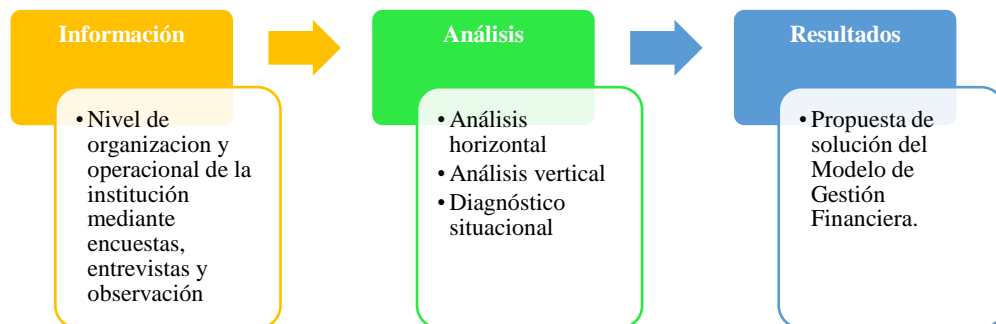 Información
• Nivel de
organizacion y
operacional de la
institución
mediante
encuestas,
entrevistas y
observación
Análisis
• Análisis
horizontal
• Análisis vertical
• Diagnóstico
situacional
Resultados
• Propuesta de
solución del
Modelo de
Gestión
Financiera.